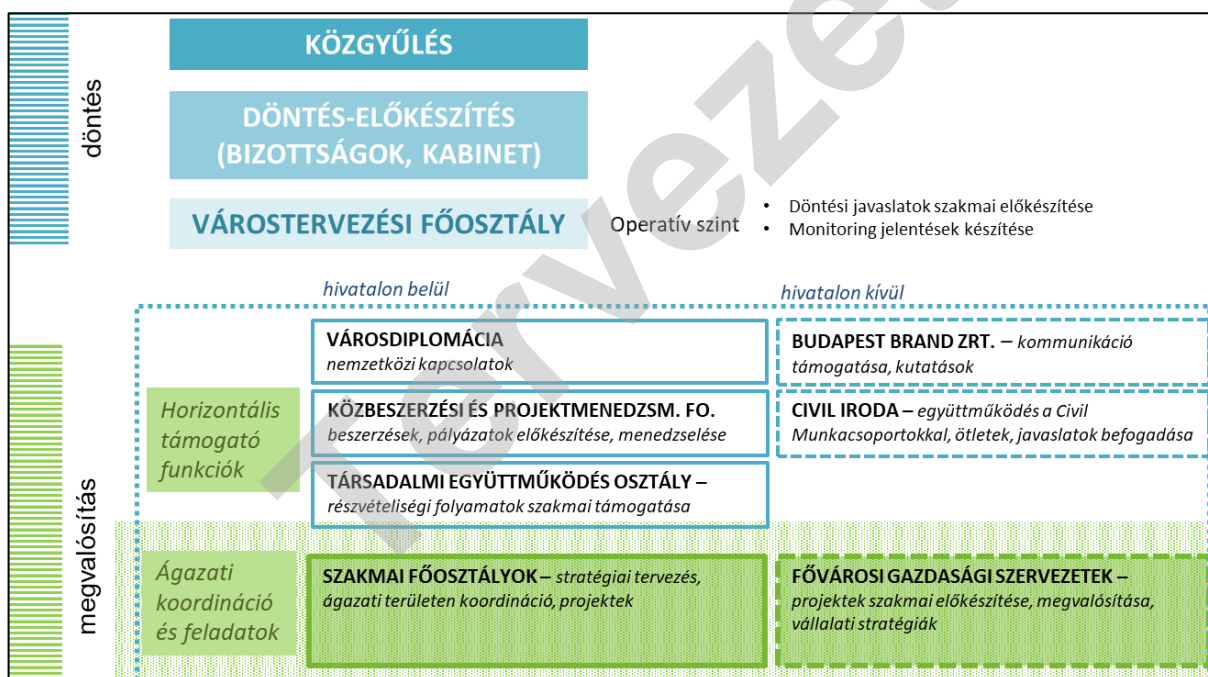 döntés
KÖZGYŰLÉS
DÖNTÉS-ELŐKÉSZÍTÉS
(BIZOTTSÁGOK, KABINET)
VÁROSTERVEZÉSI FŐOSZTÁLY
Operatív szint
• Döntési javaslatok szakmai előkészítése
• Monitoring jelentések készítése
megvalósítás
hivatalon belül
hivatalon kívül
Horizontális
támogató
funkciók
VÁROSDIPLOMÁCIA
nemzetközi kapcsolatok
KÖZBESZERZÉSI ÉS PROJEKTMENEDZSM. FO.
beszerzések, pályázatok előkészítése, menedzselése
TÁRSADALMI EGYÜTTMŰKÖDÉS OSZTÁLY –
részvételiségi folyamatok szakmai támogatása
BUDAPEST BRAND ZRT. – kommunikáció
támogatása, kutatások
CIVIL IRODA – együttműködés a Civil
Munkacsoportokkal, ötletek, javaslatok befogadása
Ágazati
koordináció
és feladatok
SZAKMAI FŐOSZTÁLYOK – stratégiai tervezés,
ágazati területen koordináció, projektek
FŐVÁROSI GAZDASÁGI SZERVEZETEK –
projektek szakmai előkészítése, megvalósítása,
vállalati stratégiák